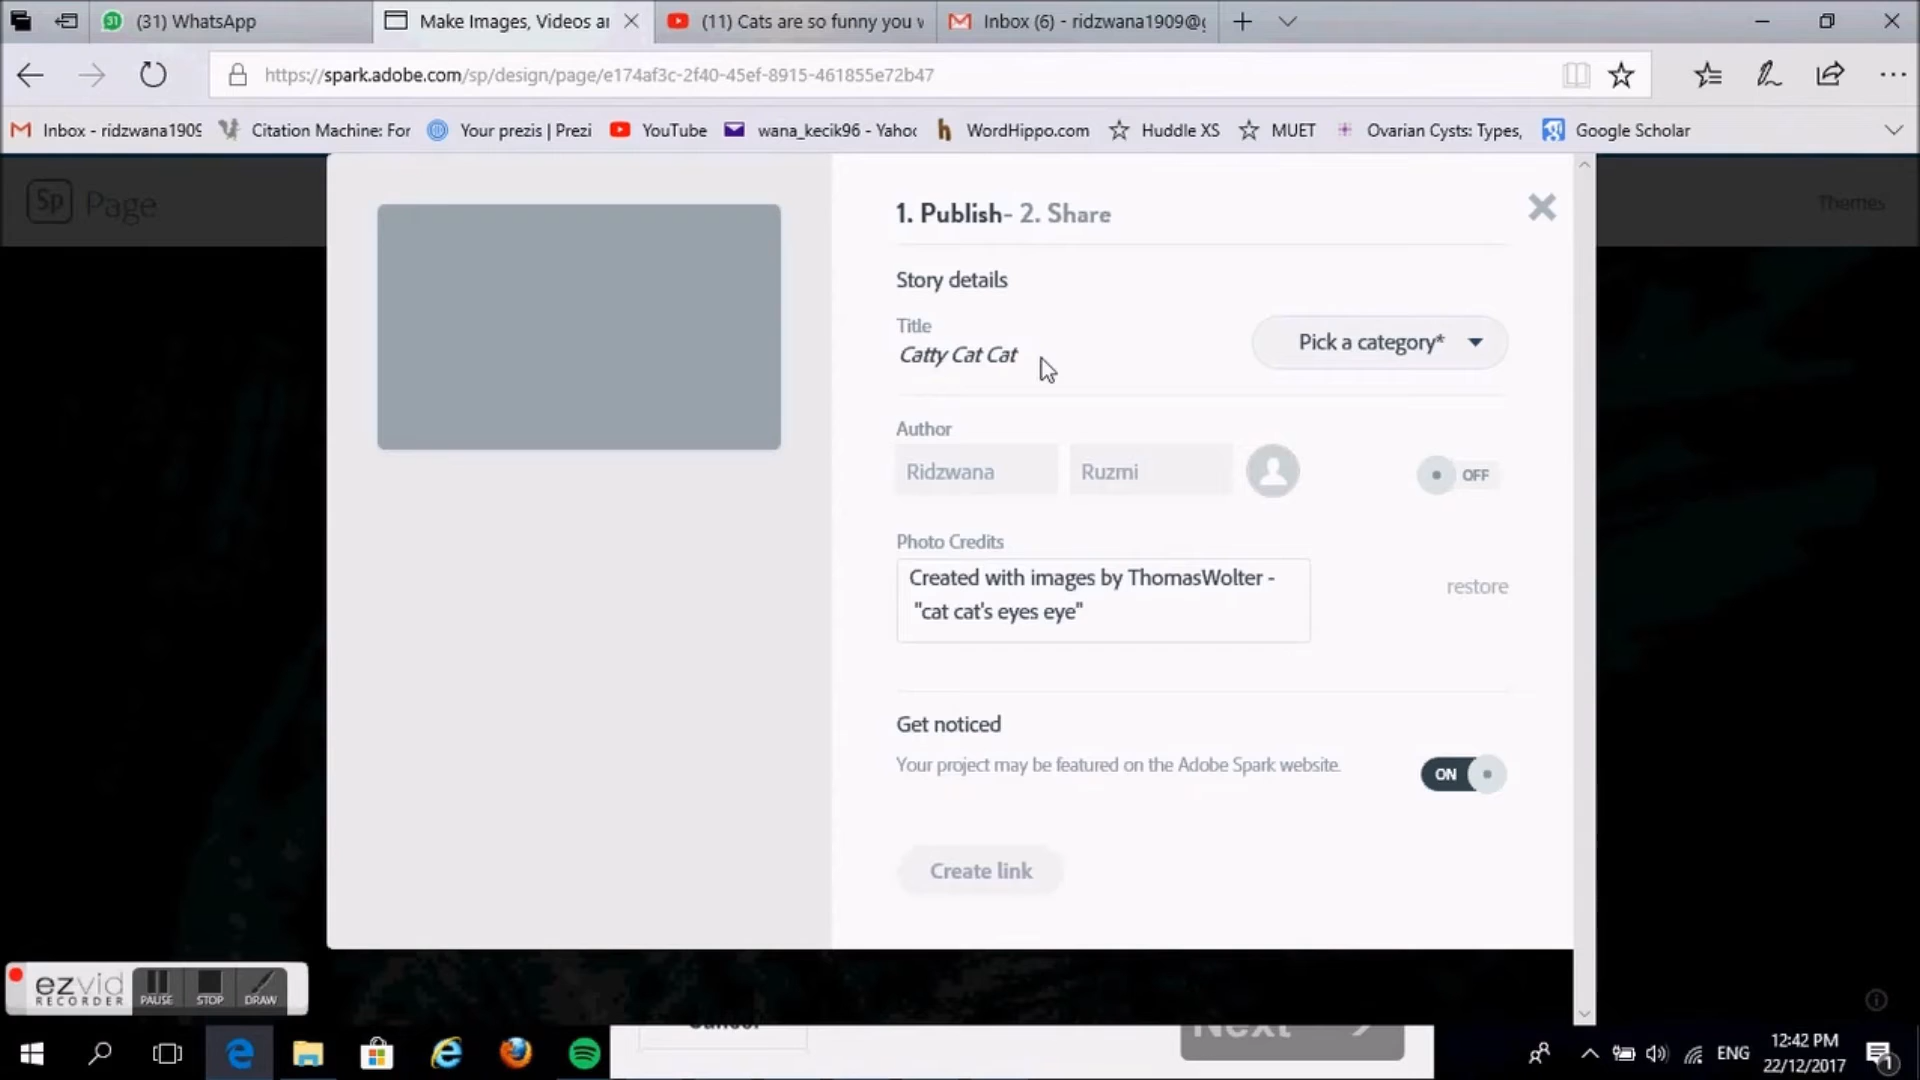 (31) WhatsApp
Make Images, Videos ar
(11) Cats are so funny you v
Inbox (6) - ridzwana1909@g
https://spark.adobe.com/sp/design/page/e174af3c-2f40-45ef-8915-461855e72b47
Inbox - ridzwana1909
Citation Machine: For
Your prezis | Prezi
YouTube
wana_kecik96 - Yahoo
WordHippo.com
Huddle XS
MUET
Ovarian Cysts: Types,
Google Scholar
Sp Page
Themes
1. Publish- 2. Share
Story details
Title
Catty Cat Cat
Pick a category*
Author
Ridzwana
Ruzmi
OFF
Photo Credits
Created with images by ThomasWolter -
"cat cat's eyes eye"
restore
Get noticed
Your project may be featured on the Adobe Spark website.
ON
Create link
ezvid
RECORDER
PAUSE
STOP
DRAW
Cancel
Next
ENG
12:42 PM
22/12/2017
1